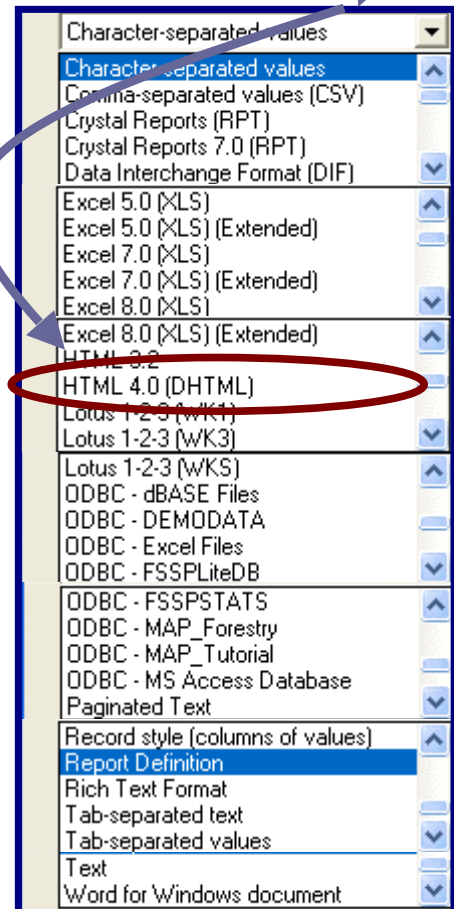 Character-separated values
Character-separated values
Comma-separated values (CSV)
Crystal Reports (RPT)
Crystal Reports 7.0 (RPT)
Data Interchange Format (DIF)
Excel 5.0 (XLS)
Excel 5.0 (XLS) (Extended)
Excel 7.0 (XLS)
Excel 7.0 (XLS) (Extended)
Excel 8.0 (XLS)
Excel 8.0 (XLS) (Extended)
HTML 3.2
HTML 4.0 (DHTML)
Lotus 1-2-3 (WK1)
Lotus 1-2-3 (WK3)
Lotus 1-2-3 (WKS)
ODBC - dBASE Files
ODBC - DEMODATA
ODBC - Excel Files
ODBC - FSSPLiteDB
ODBC - FSSPSTATS
ODBC - MAP_Forestry
ODBC - MAP_Tutorial
ODBC - MS Access Database
Paginated Text
Record style (columns of values)
Report Definition
Rich Text Format
Tab-separated text
Tab-separated values
Text
Word for Windows document